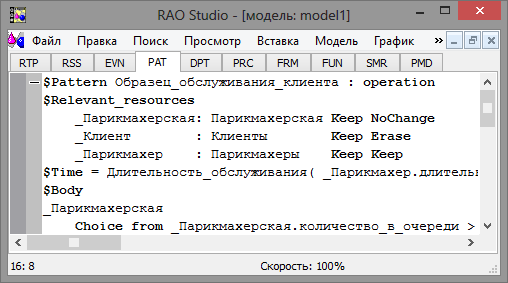 RAO Studio - [модель: model1]
Файл Правка Поиск Просмотр Вставка Модель График »
RTP RSS EVN PAT DPT PRC FRM FUN SMR PMD
$Pattern Образец_обслуживания_клиента : operation
$Relevant_resources
_Парикмахерская: Парикмахерская Keep NoChange
_Клиент : Клиенты Keep Erase
_Парикмахер : Парикмахеры Keep Keep
$Time = Длительность_обслуживания( _Парикмахер.длительн
$Body
_Парикмахерская
Choice from _Парикмахерская.количество_в_очереди >
16: 8 Скорость: 100%